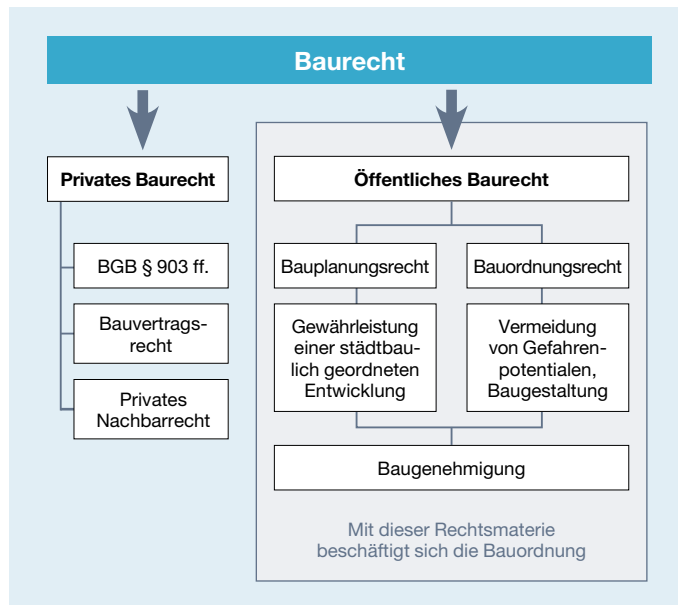 Baurecht
Privates Baurecht
BGB § 903 ff.
Bauvertrags-
recht
Privates
Nachbarrecht
Öffentliches Baurecht
Bauplanungsrecht
Bauordnungsrecht
Gewährleistung
einer städtbau-
lich geordneten
Entwicklung
Vermeidung
von Gefahren-
potentialen,
Baugestaltung
Baugenehmigung
Mit dieser Rechtsmaterie
beschäftigt sich die Bauordnung